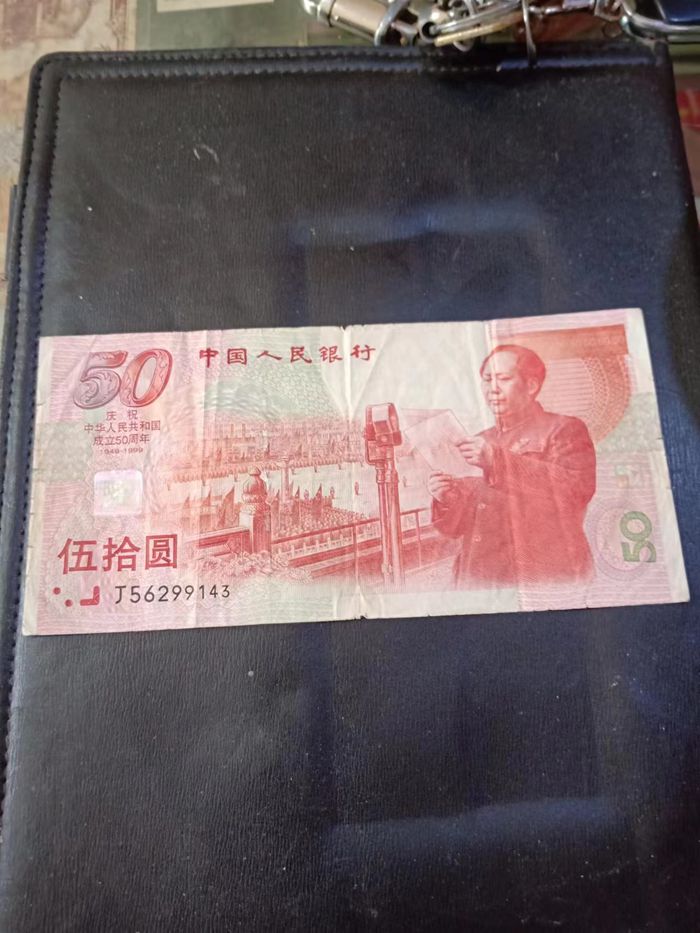 50
中国人民银行
庆祝
中华人民共和国
成立50周年
1949-1999
伍拾圆
J56299143
50